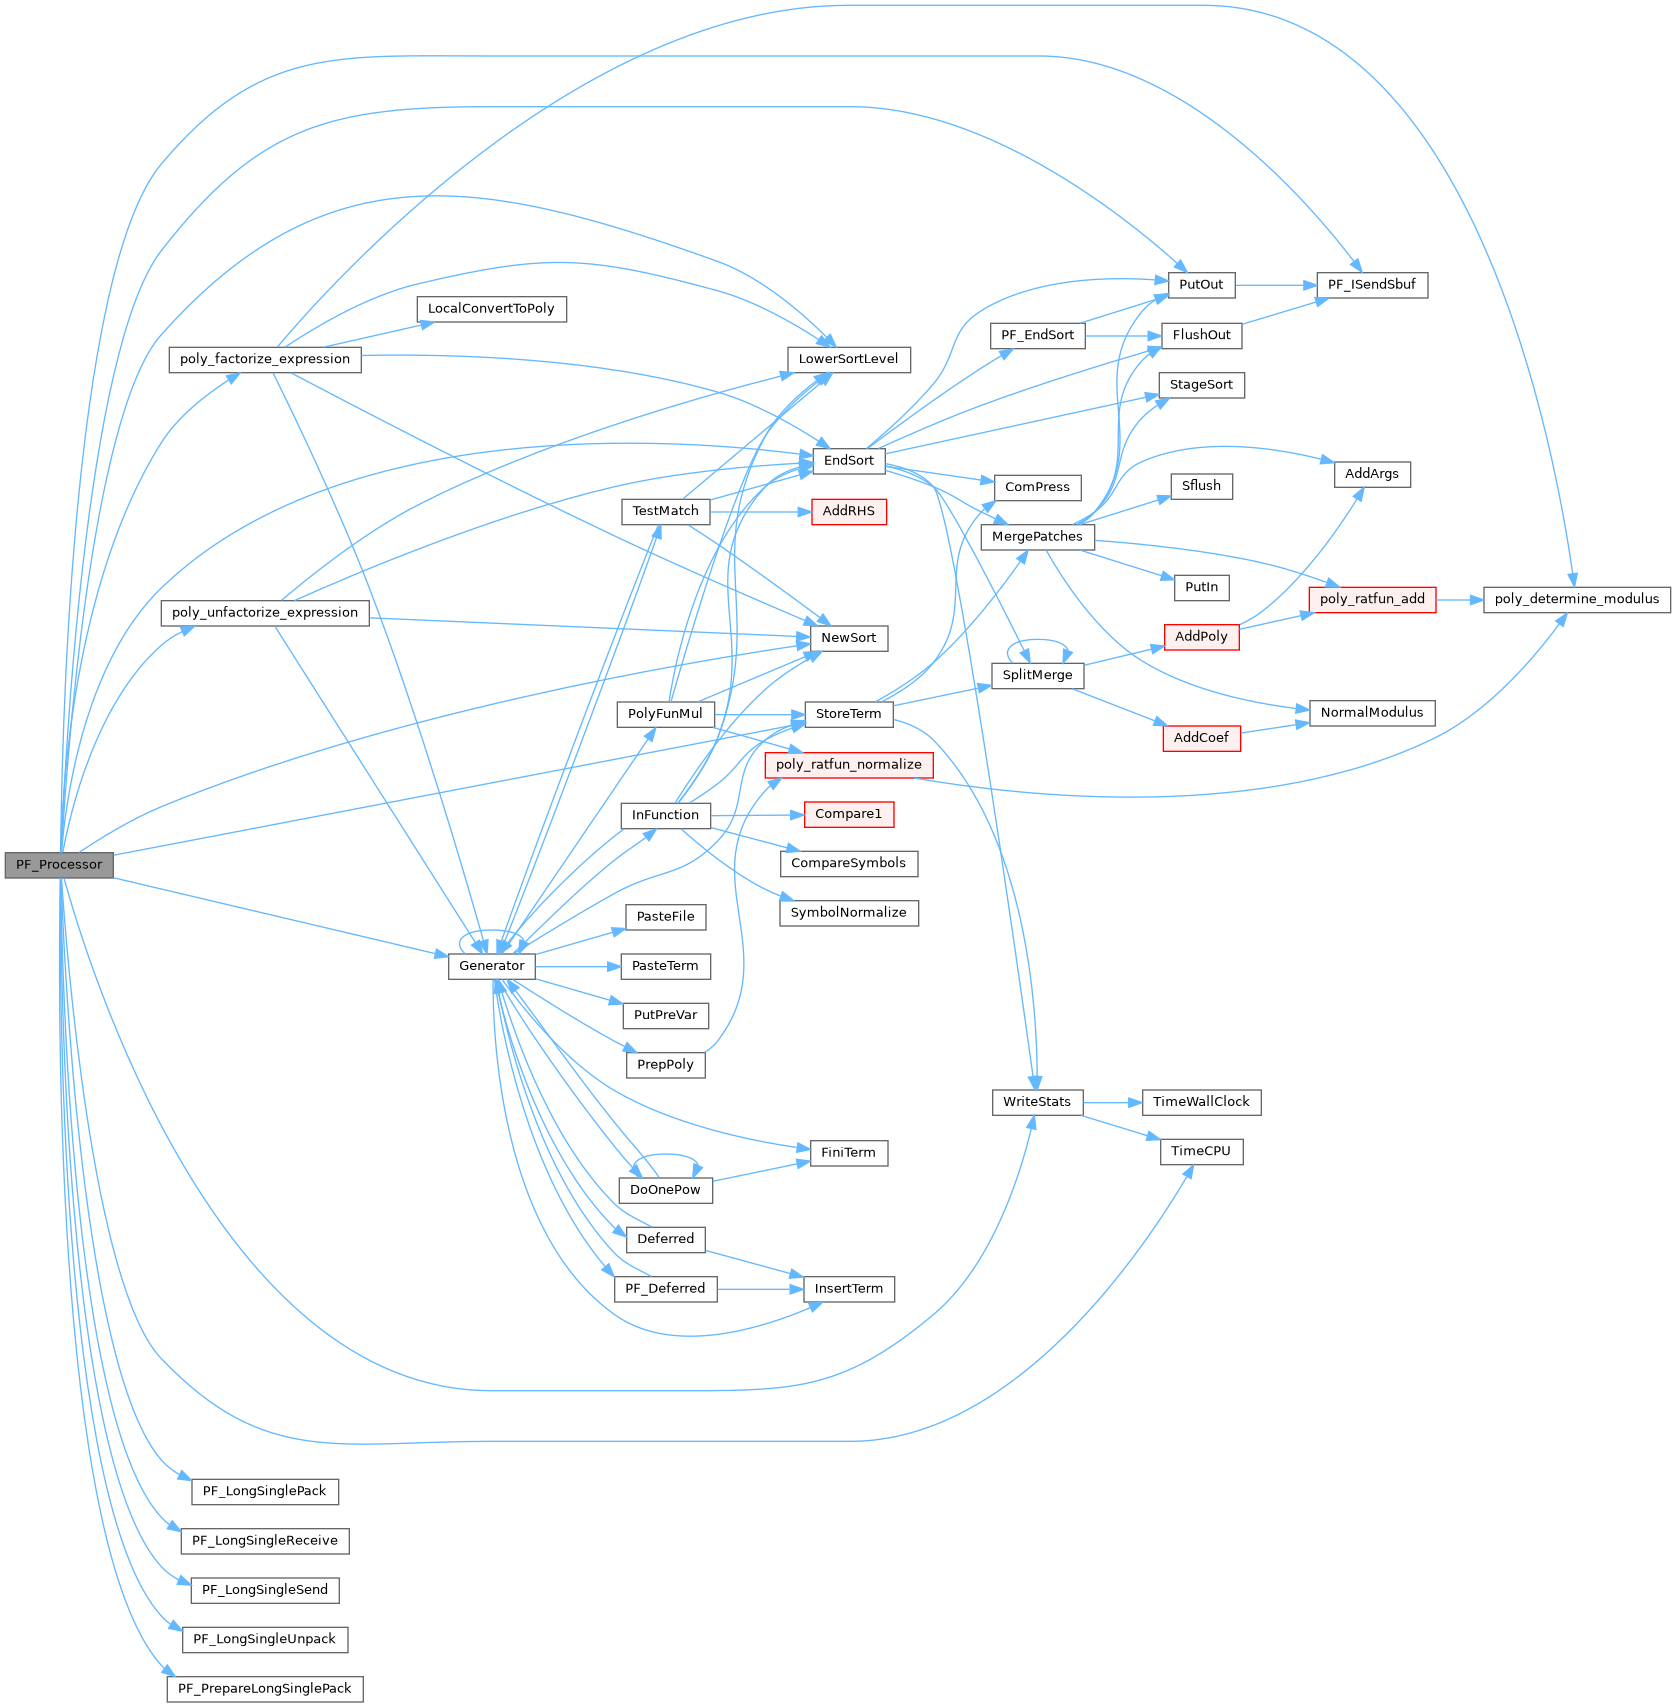 PutOut
PF_ISendSbuf
LocalConvertToPoly
PF_EndSort
FlushOut
poly_factorize_expression
LowerSortLevel
StageSort
EndSort
AddArgs
ComPress
Sflush
TestMatch
AddRHS
MergePatches
PutIn
poly_ratfun_add
poly_determine_modulus
poly_unfactorize_expression
NewSort
AddPoly
SplitMerge
PolyFunMul
StoreTerm
NormalModulus
AddCoef
poly_ratfun_normalize
InFunction
Compare1
PF_Processor
CompareSymbols
SymbolNormalize
PasteFile
Generator
PasteTerm
PutPreVar
PrepPoly
WriteStats
TimeWallClock
FiniTerm
TimeCPU
DoOnePow
Deferred
PF_Deferred
InsertTerm
PF_LongSinglePack
PF_LongSingleReceive
PF_LongSingleSend
PF_LongSingleUnpack
PF_PrepareLongSinglePack